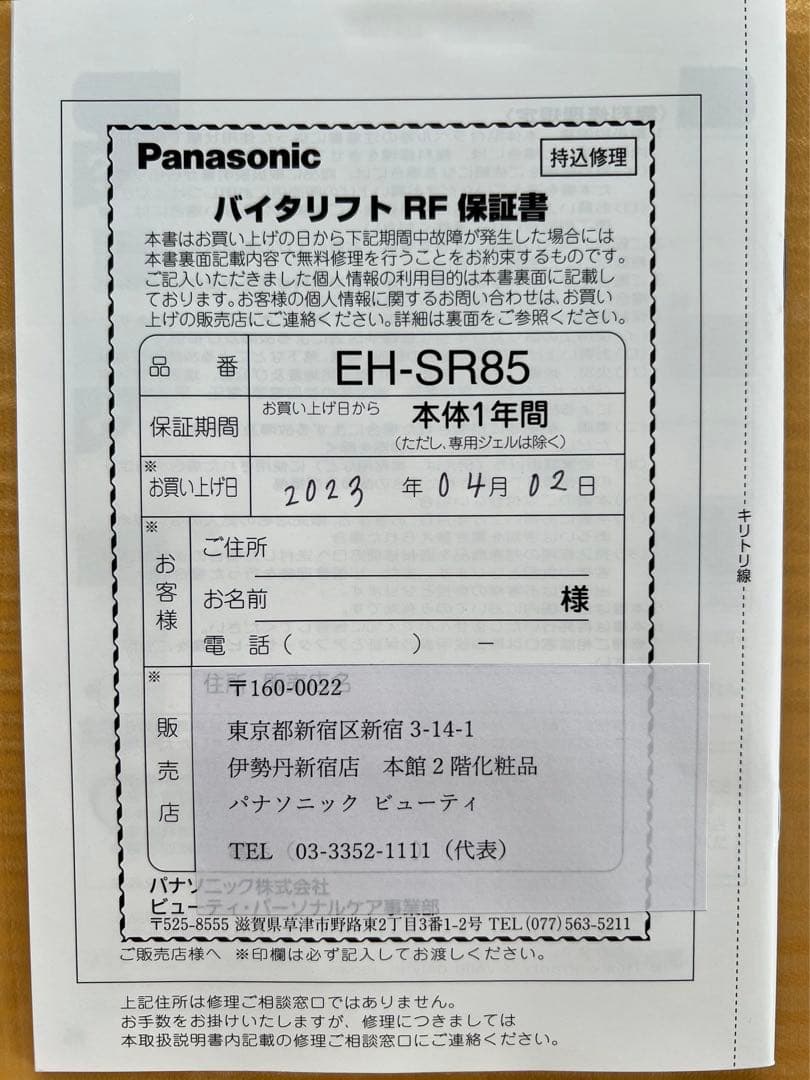 Panasonic
持込修理
バイタリフト RF 保証書
本書はお買い上げの日から下記期間中故障が発生した場合には
本書裏面記載内容で無料修理を行うことをお約束するものです。
ご記入いただきました個人情報の利用目的は本書裏面に記載し
ております。お客様の個人情報に関するお問い合わせは、お買い
上げの販売店にご連絡ください。詳細は裏面をご参照ください。
品番 EH-SR85
保証期間 お買い上げ日から 本体1年間
(ただし、専用ジェルは除く)
※お買い上げ日 2023 年 04 月 02 日
※お客様
ご住所
お名前 様
電話( ) ー
※販売店
住所・販売店名
〒160-0022
東京都新宿区新宿 3-14-1
伊勢丹新宿店 本館 2 階化粧品
パナソニック ビューティ
TEL 03-3352-1111（代表）
パナソニック株式会社
ビューティ・パーソナルケア事業部
〒525-8555 滋賀県草津市野路東2丁目3番1-2号 TEL(077)563-5211
ご販売店様へ ※印欄は必ず記入してお渡しください。
上記住所は修理ご相談窓口ではありません。
お手数をお掛けいたしますが、修理につきましては
本取扱説明書内記載の修理ご相談窓口にご連絡ください。
キリトリ線